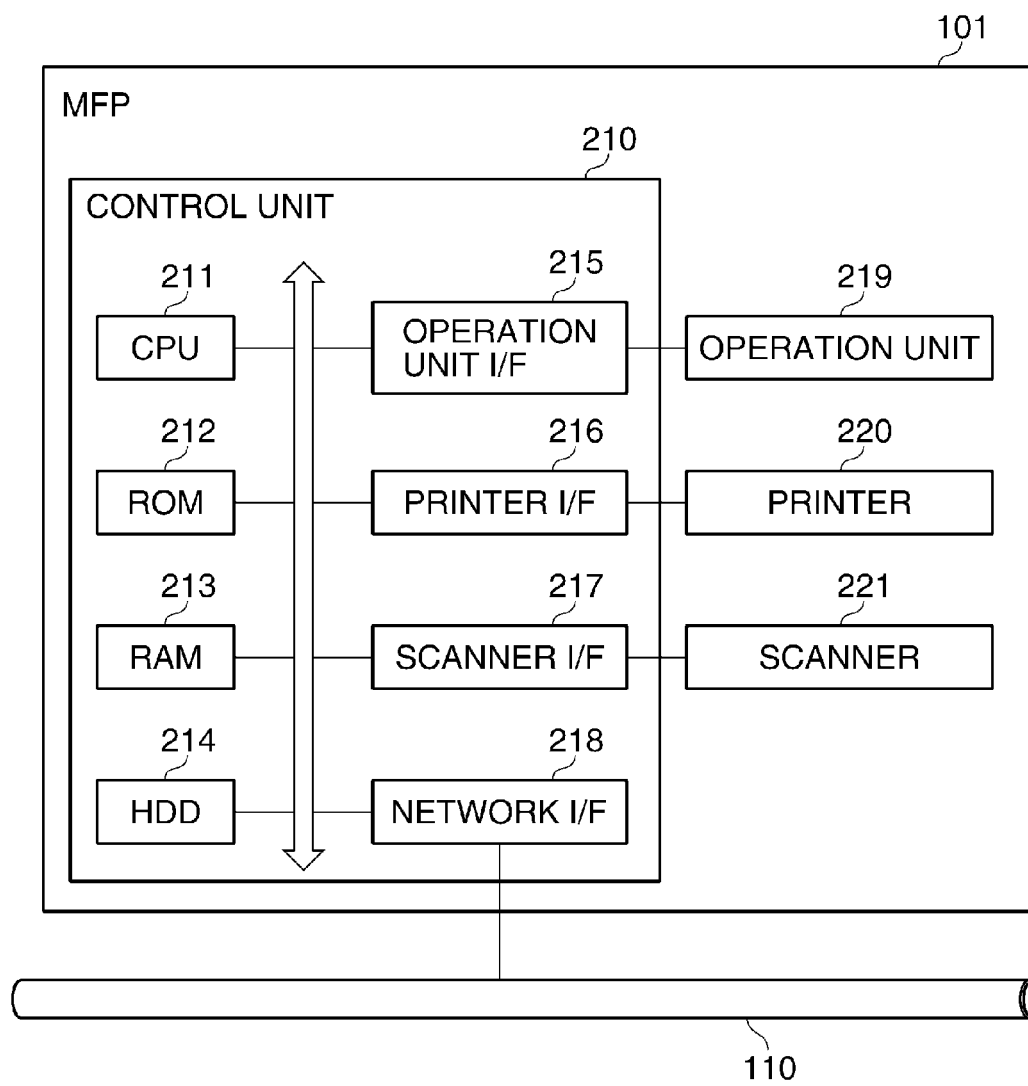 101
MFP
210
CONTROL UNIT
211
215
219
CPU
OPERATION
UNIT I/F
OPERATION UNIT
212
216
220
ROM
PRINTER I/F
PRINTER
213
217
221
RAM
SCANNER I/F
SCANNER
214
218
HDD
NETWORK I/F
110